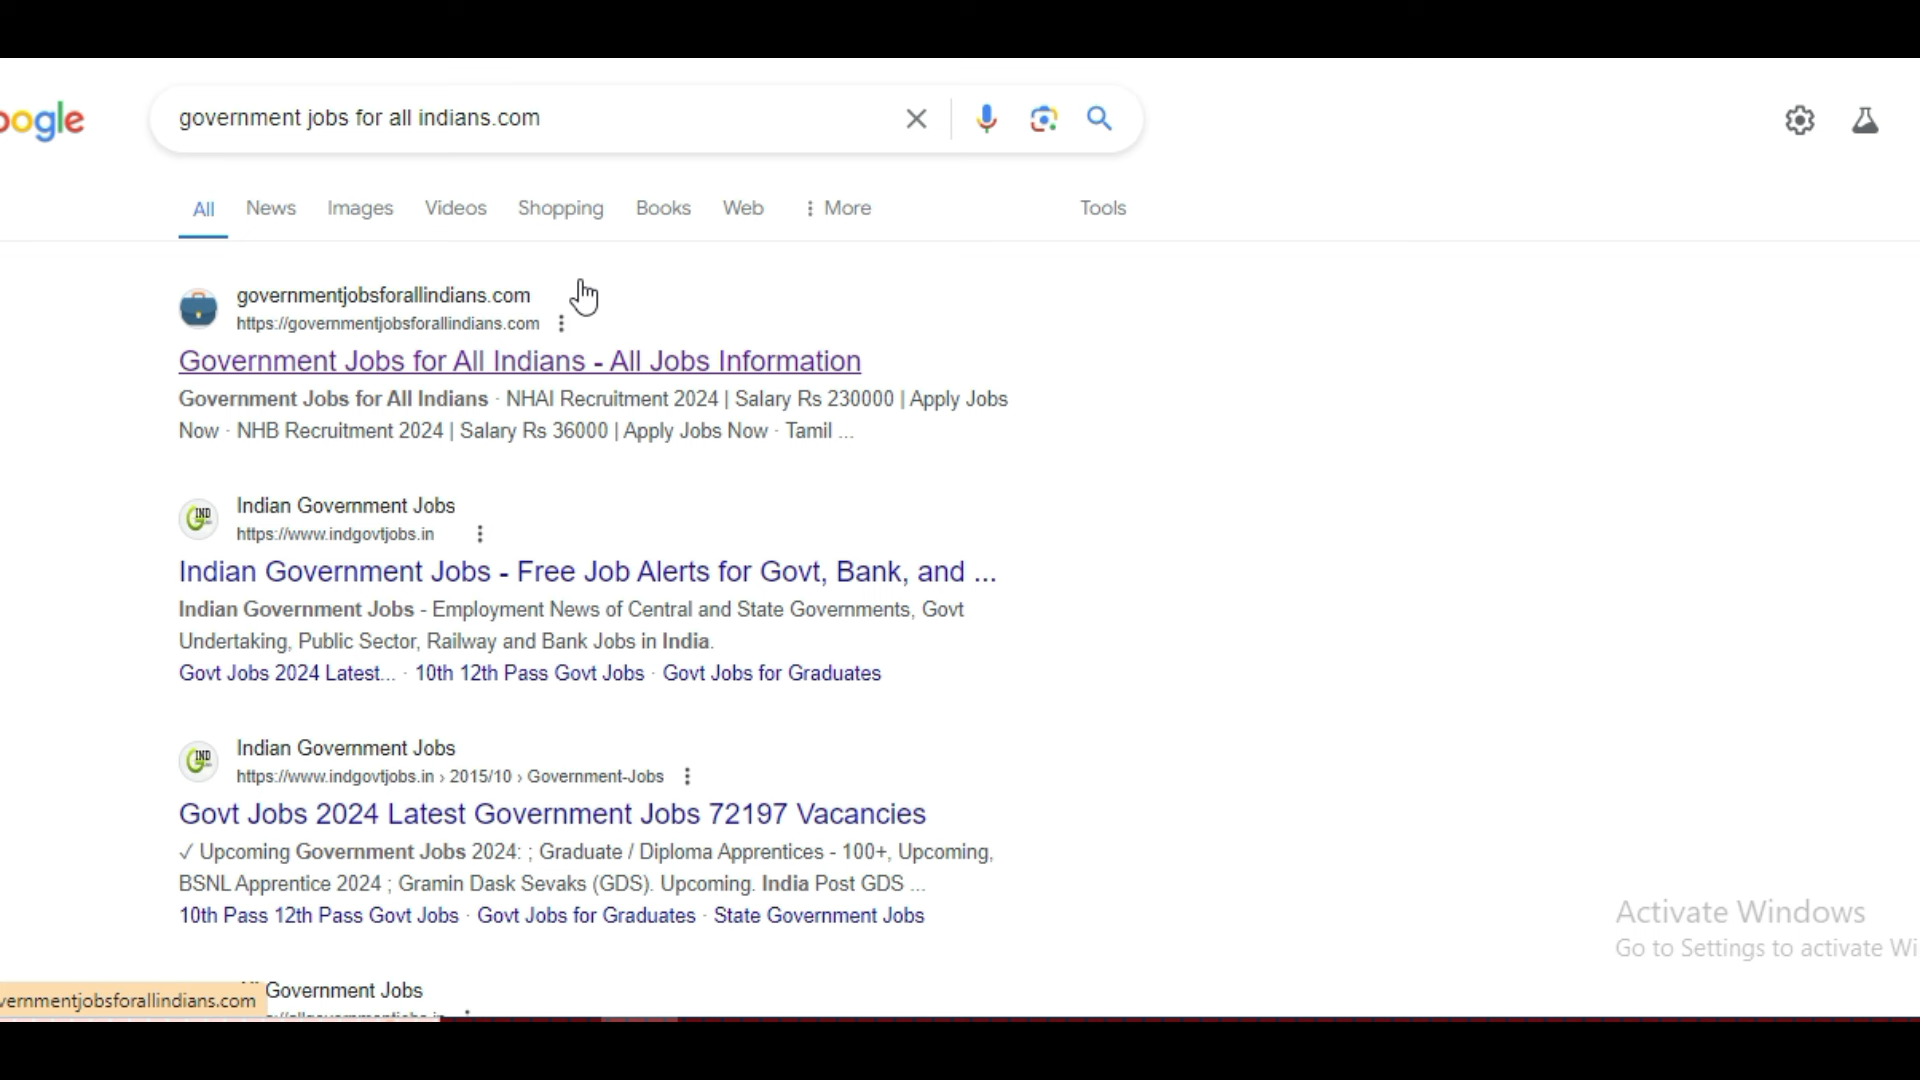 oogle
government jobs for all indians.com
All News Images Videos Shopping Books Web More Tools
governmentjobsforallindians.com
https://governmentjobsforallindians.com
Government Jobs for All Indians - All Jobs Information
Government Jobs for All Indians · NHAI Recruitment 2024 | Salary Rs 230000 | Apply Jobs
Now · NHB Recruitment 2024 | Salary Rs 36000 | Apply Jobs Now · Tamil ...
IND
Indian Government Jobs
https://www.indgovtjobs.in
Indian Government Jobs - Free Job Alerts for Govt, Bank, and ...
Indian Government Jobs - Employment News of Central and State Governments, Govt
Undertaking, Public Sector, Railway and Bank Jobs in India.
Govt Jobs 2024 Latest... · 10th 12th Pass Govt Jobs · Govt Jobs for Graduates
IND
Indian Government Jobs
https://www.indgovtjobs.in › 2015/10 › Government-Jobs
Govt Jobs 2024 Latest Government Jobs 72197 Vacancies
✓ Upcoming Government Jobs 2024: ; Graduate / Diploma Apprentices - 100+, Upcoming,
BSNL Apprentice 2024 ; Gramin Dask Sevaks (GDS). Upcoming. India Post GDS ...
10th Pass 12th Pass Govt Jobs · Govt Jobs for Graduates · State Government Jobs
Activate Windows
Go to Settings to activate Wi
Government Jobs
vernmentjobsforallindians.com